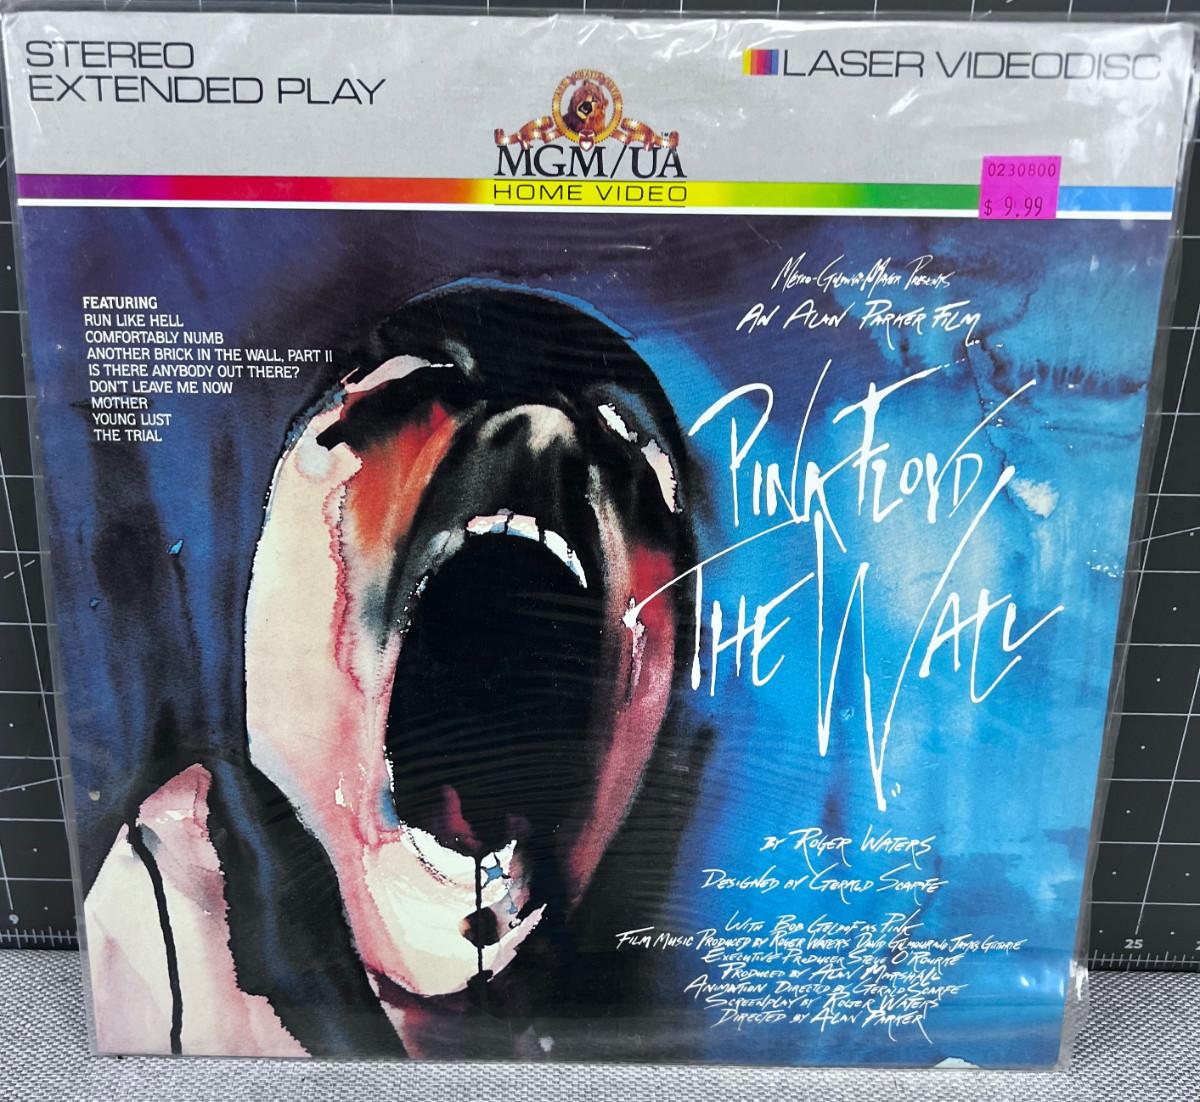 STEREO
EXTENDED PLAY
LASER VIDEODISC
MGM/UA
HOME VIDEO
0230800
$ 9.99
METRO-GOLDWYN-MAYER PRESENTS
AN ALAN PARKER FILM
FEATURING
RUN LIKE HELL
COMFORTABLY NUMB
ANOTHER BRICK IN THE WALL, PART II
IS THERE ANYBODY OUT THERE?
DON'T LEAVE ME NOW
MOTHER
YOUNG LUST
THE TRIAL
PINK FLOYD
THE WALL
BY ROGER WATERS
DESIGNED BY GERALD SCARFE
WITH BOB GELDOF AS PINK
FILM MUSIC PRODUCED BY ROGER WATERS DAVID GILMOUR AND JAMES GUTHRIE
EXECUTIVE PRODUCER STEVE O'ROURKE
PRODUCED BY ALAN MARSHALL
ANIMATION DIRECTED BY GERALD SCARFE
SCREENPLAY BY ROGER WATERS
DIRECTED BY ALAN PARKER
25